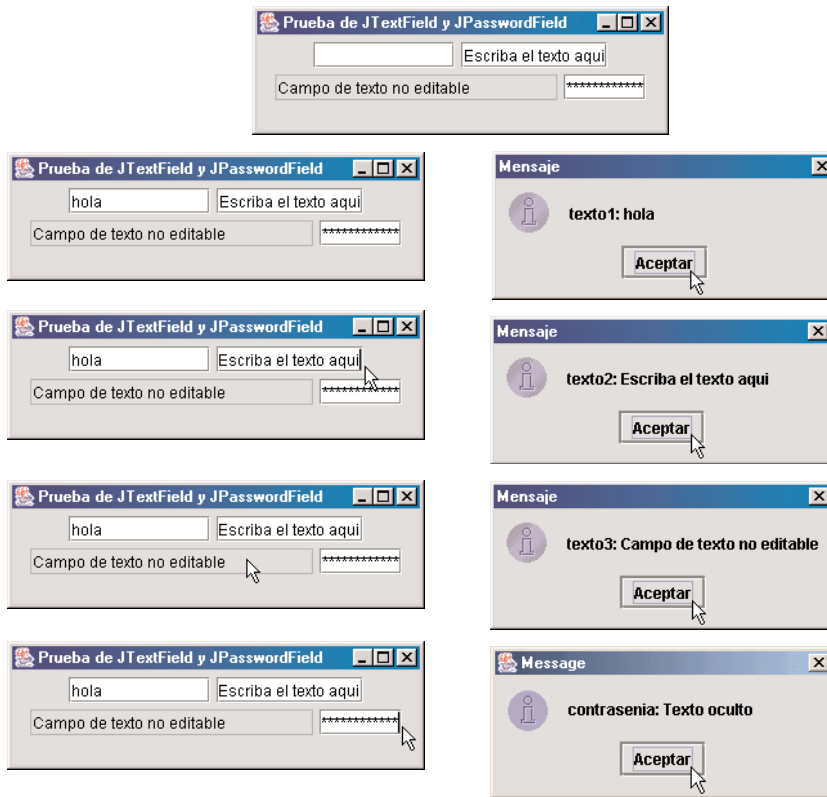 Prueba de JTextField y JPasswordField
Escriba el texto aqui
Campo de texto no editable ************
Prueba de JTextField y JPasswordField
hola Escriba el texto aqui
Campo de texto no editable ************
Mensaje
texto1: hola
Aceptar
Prueba de JTextField y JPasswordField
hola Escriba el texto aqui
Campo de texto no editable ************
Mensaje
texto2: Escriba el texto aqui
Aceptar
Prueba de JTextField y JPasswordField
hola Escriba el texto aqui
Campo de texto no editable ************
Mensaje
texto3: Campo de texto no editable
Aceptar
Prueba de JTextField y JPasswordField
hola Escriba el texto aqui
Campo de texto no editable ************
Message
contrasenia: Texto oculto
Aceptar